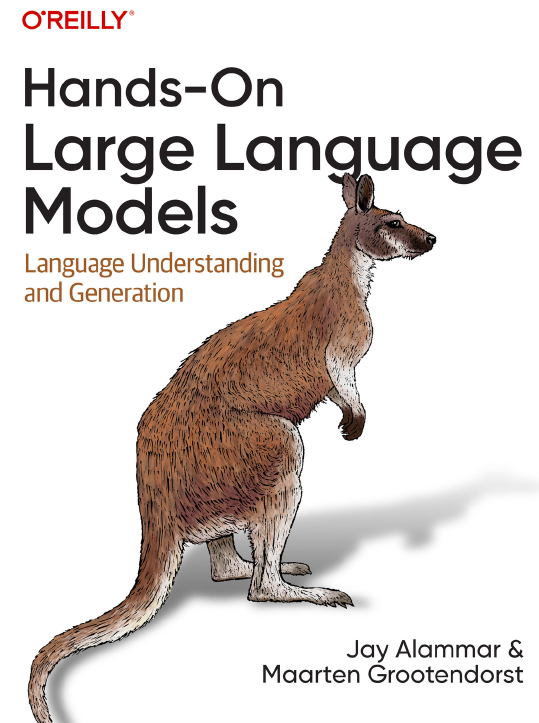 O'REILLY®
Hands-On
Large Language
Models
Language Understanding
and Generation
Jay Alammar &
Maarten Grootendorst